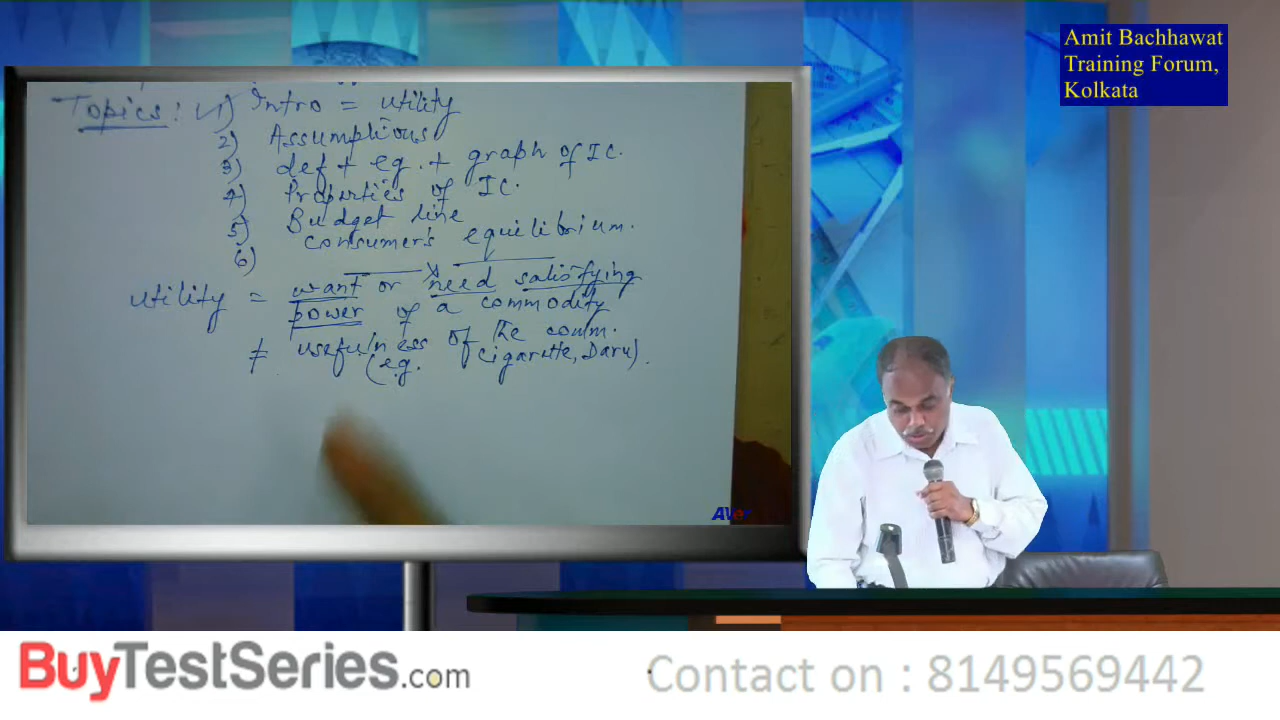 Amit Bachhawat
Training Forum,
Kolkata
Topics: 1) Intro = utility
2) Assumptions
3) def + eg. + graph of IC.
4) Properties of IC.
5) Budget line
6) consumer's equilibrium.
utility = want or need satisfying
power of a commodity
≠ usefulness of the comm.
(eg. cigarette, Daru).
AVer
BuyTestSeries.com
Contact on : 8149569442